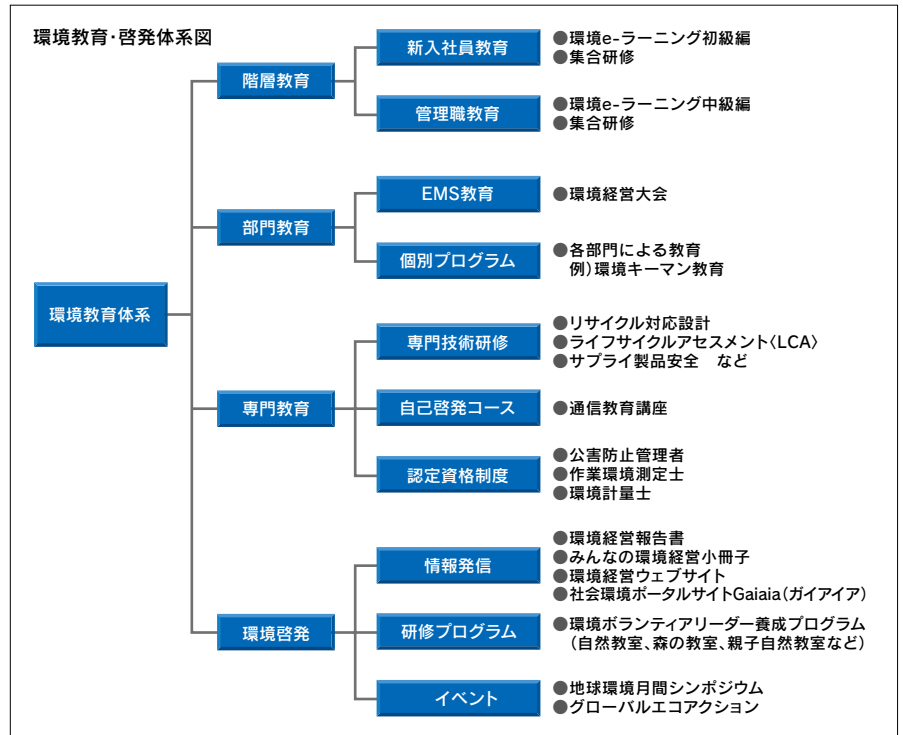 環境教育・啓発体系図
環境教育体系
階層教育
新入社員教育
●環境e-ラーニング初級編
●集合研修
管理職教育
●環境e-ラーニング中級編
●集合研修
部門教育
EMS教育
●環境経営大会
個別プログラム
●各部門による教育
例）環境キーマン教育
専門教育
専門技術研修
●リサイクル対応設計
●ライフサイクルアセスメント〈LCA〉
●サプライ製品安全　など
自己啓発コース
●通信教育講座
認定資格制度
●公害防止管理者
●作業環境測定士
●環境計量士
環境啓発
情報発信
●環境経営報告書
●みんなの環境経営小冊子
●環境経営ウェブサイト
●社会環境ポータルサイトGaiaia（ガイアイア）
研修プログラム
●環境ボランティアリーダー養成プログラム
（自然教室、森の教室、親子自然教室など）
イベント
●地球環境月間シンポジウム
●グローバルエコアクション